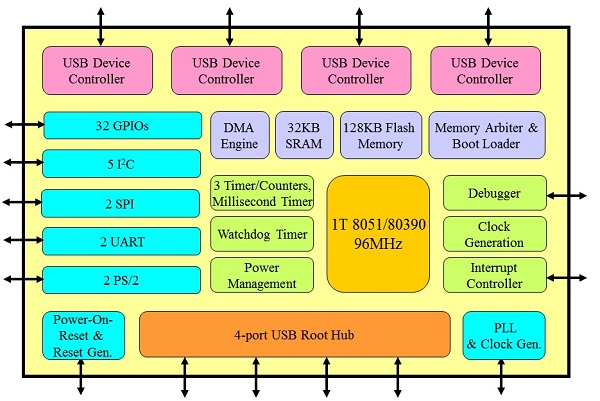 USB Device
Controller
USB Device
Controller
USB Device
Controller
USB Device
Controller
32 GPIOs
DMA
Engine
32KB
SRAM
128KB Flash
Memory
Memory Arbiter &
Boot Loader
5 I²C
3 Timer/Counters,
Millisecond Timer
1T 8051/80390
96MHz
Debugger
2 SPI
2 UART
Watchdog Timer
Clock
Generation
2 PS/2
Power
Management
Interrupt
Controller
Power-On-
Reset &
Reset Gen.
4-port USB Root Hub
PLL
& Clock Gen.